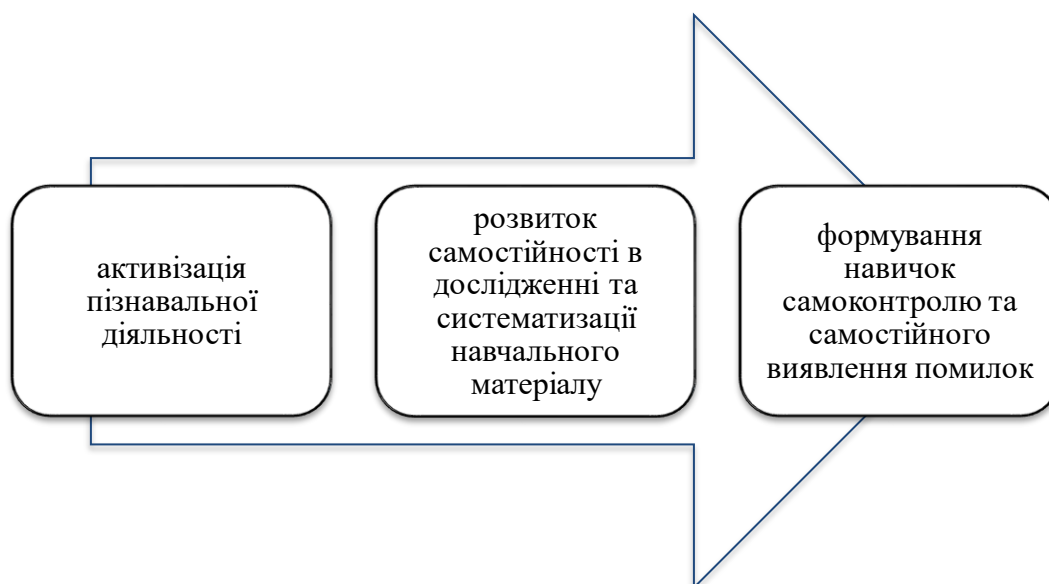 активізація
пізнавальної
діяльності
розвиток
самостійності в
дослідженні та
систематизації
навчального
матеріалу
формування
навичок
самоконтролю та
самостійного
виявлення помилок